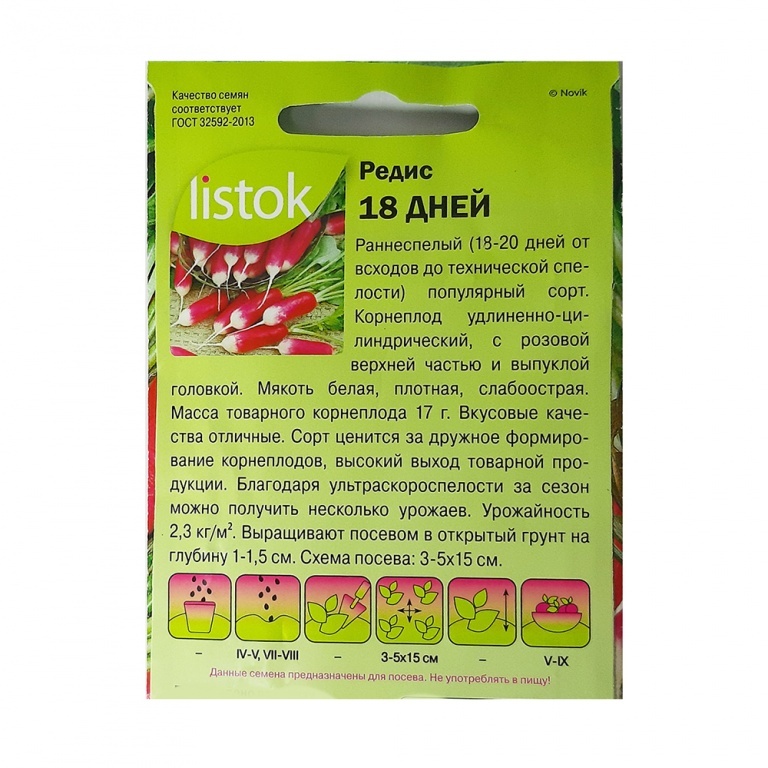 Качество семян
соответствует
ГОСТ 32592-2013
© Novik
listok
Редис
18 ДНЕЙ
Раннеспелый (18-20 дней от
всходов до технической спе-
лости) популярный сорт.
Корнеплод удлиненно-ци-
линдрический, с розовой
верхней частью и выпуклой
головкой. Мякоть белая, плотная, слабоострая.
Масса товарного корнеплода 17 г. Вкусовые каче-
ства отличные. Сорт ценится за дружное формиро-
вание корнеплодов, высокий выход товарной про-
дукции. Благодаря ультраскороспелости за сезон
можно получить несколько урожаев. Урожайность
2,3 кг/м². Выращивают посевом в открытый грунт на
глубину 1-1,5 см. Схема посева: 3-5х15 см.
– IV-V, VII-VIII – 3-5х15 см – V-IX
Данные семена предназначены для посева. Не употреблять в пищу!